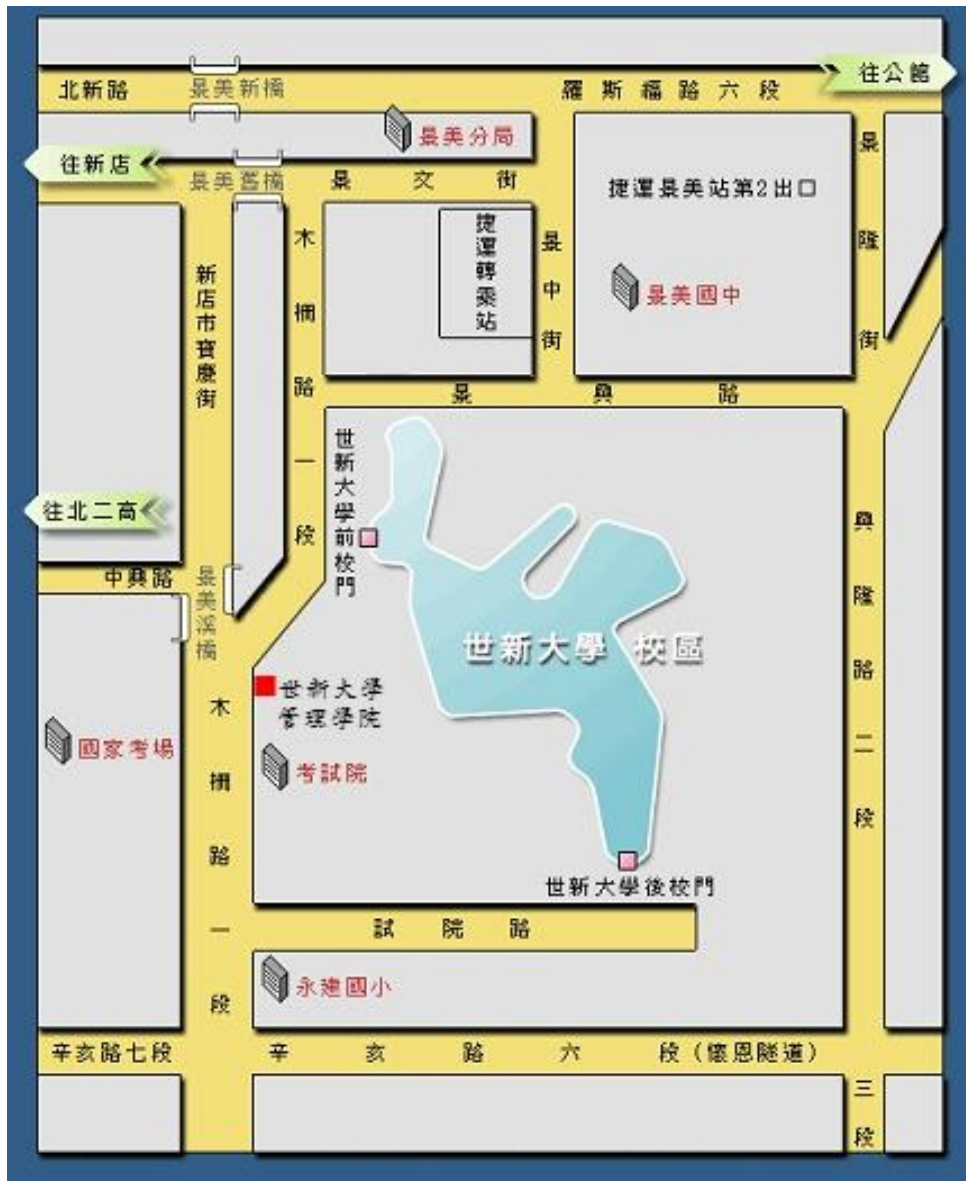 往公館
北新路
景美新橋
羅斯福路六段
景美分局
往新店
景美舊橋
景文街
景隆街
捷運景美站第2出口
捷運轉乘站
景中街
木柵路一段
新店市寶慶街
景美國中
景興路
世新大學前校門
往北二高
中興路
景美溪橋
興隆路二段
世新大學 校區
世新大學
管理學院
木柵路一段
國家考場
考試院
世新大學後校門
試院路
永建國小
辛亥路七段
辛亥路六段(懷恩隧道)
三段